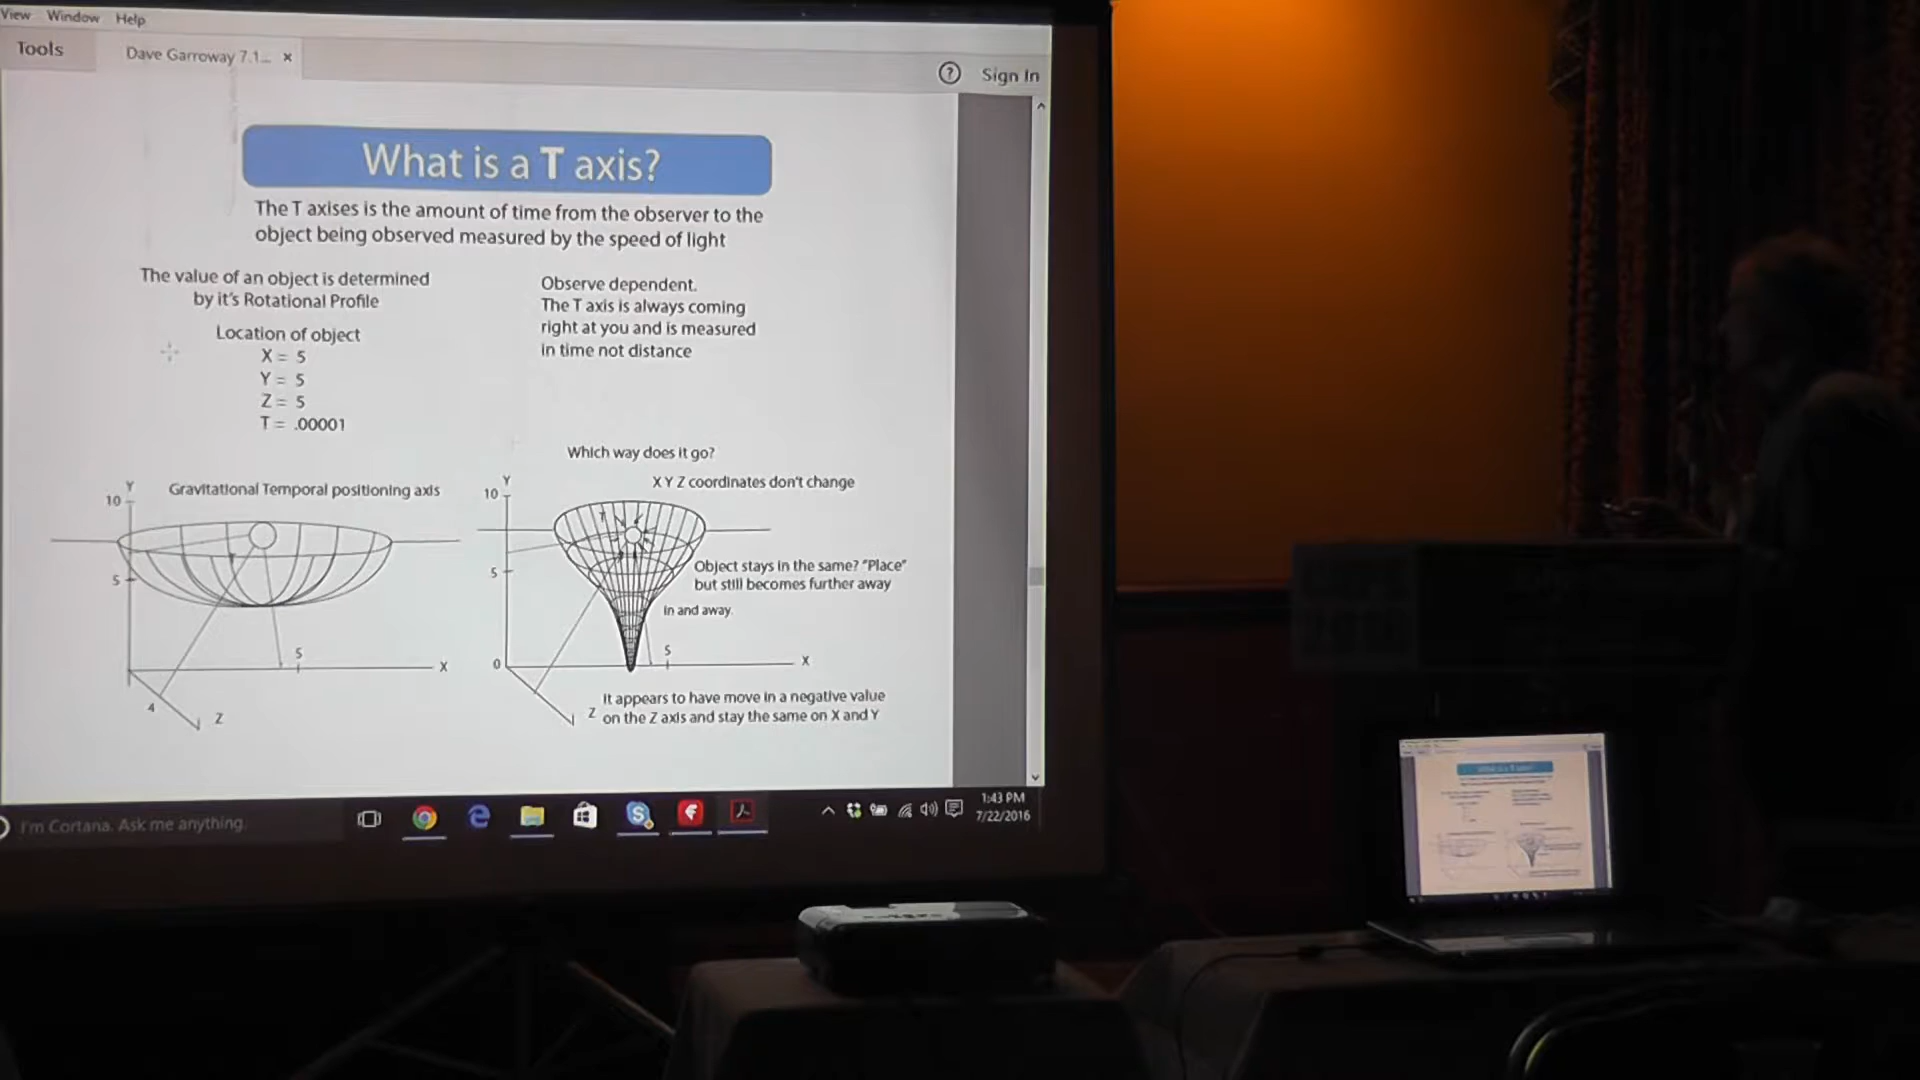 View Window Help
Tools
Dave Garroway 7.1... ×
? Sign In
What is a T axis?
The T axises is the amount of time from the observer to the
object being observed measured by the speed of light
The value of an object is determined
by it's Rotational Profile
Location of object
X = 5
Y = 5
Z = 5
T = .00001
Observe dependent.
The T axis is always coming
right at you and is measured
in time not distance
Gravitational Temporal positioning axis
Y
10
5
5
X
4
Z
Which way does it go?
X Y Z coordinates don't change
Y
10
T
5
Object stays in the same? "Place"
but still becomes further away
In and away.
0
5
X
Z
It appears to have move in a negative value
on the Z axis and stay the same on X and Y
I'm Cortana. Ask me anything.
1:43 PM
7/22/2016